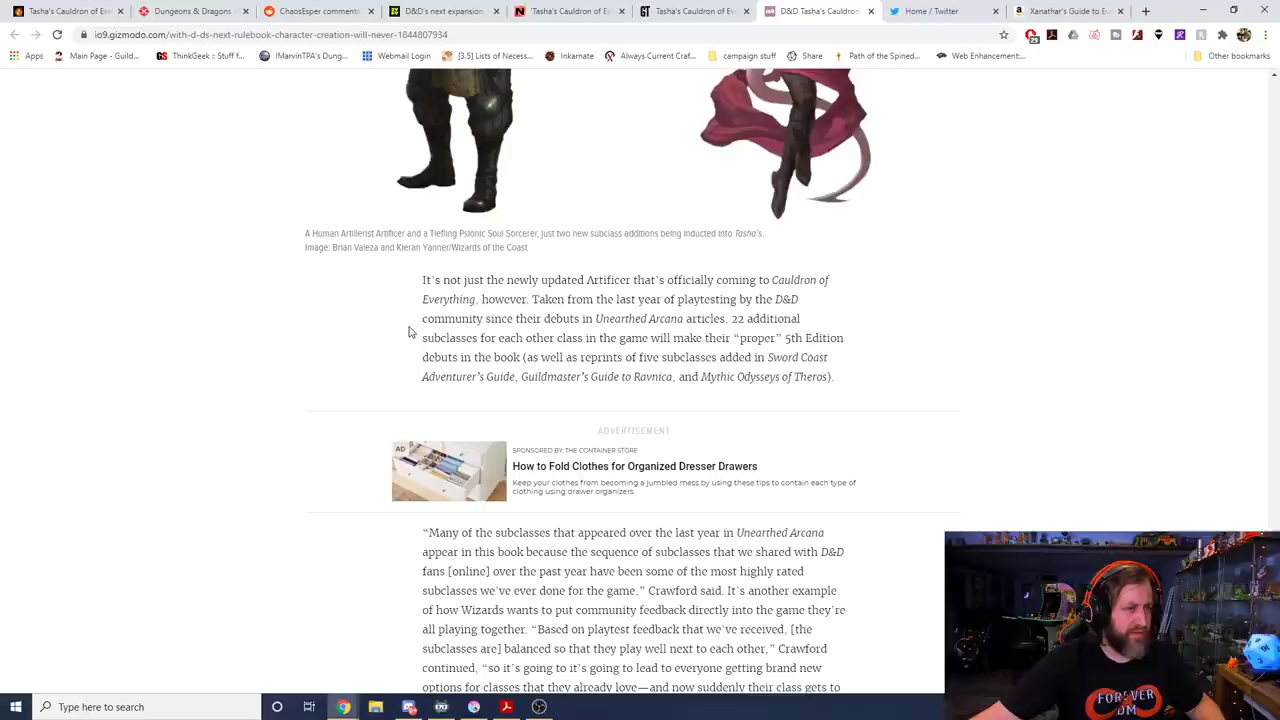 Tasha's Cauldron of Ev
Dungeons & Dragons
ChaosEsper comments
D&D's next expansion
Tasha's Cauldron of Ev
Tasha's Cauldron of Ev
D&D Tasha's Cauldron
Home / Twitter
Xanathar's Guide to Ev
io9.gizmodo.com/with-d-ds-next-rulebook-character-creation-will-never-1844807934
Apps
Main Page - Guild...
ThinkGeek :: Stuff f...
IMarvinTPA's Dung...
Webmail Login
[3.5] Lists of Necess...
Inkarnate
Always Current Craf...
campaign stuff
Share
Path of the Spined...
Web Enhancement:...
Other bookmarks
A Human Artillerist Artificer and a Tiefling Psionic Soul Sorcerer, just two new subclass additions being inducted into Tasha's.
Image: Brian Valeza and Kieran Yanner/Wizards of the Coast
It's not just the newly updated Artificer that's officially coming to Cauldron of
Everything, however. Taken from the last year of playtesting by the D&D
community since their debuts in Unearthed Arcana articles, 22 additional
subclasses for each other class in the game will make their “proper” 5th Edition
debuts in the book (as well as reprints of five subclasses added in Sword Coast
Adventurer's Guide, Guildmaster's Guide to Ravnica, and Mythic Odysseys of Theros).
ADVERTISEMENT
AD
SPONSORED BY: THE CONTAINER STORE
How to Fold Clothes for Organized Dresser Drawers
Keep your clothes from becoming a jumbled mess by using these tips to contain each type of
clothing using drawer organizers.
“Many of the subclasses that appeared over the last year in Unearthed Arcana
appear in this book because the sequence of subclasses that we shared with D&D
fans [online] over the past year have been some of the most highly rated
subclasses we've ever done for the game,” Crawford said. It's another example
of how Wizards wants to put community feedback directly into the game they're
all playing together. “Based on playtest feedback that we've received, [the
subclasses are] balanced so that they play well next to each other,” Crawford
continued, “so it's going to it's going to lead to everyone getting brand new
options for classes that they already love—and now suddenly their class gets to
FOREVER
DM
Type here to search